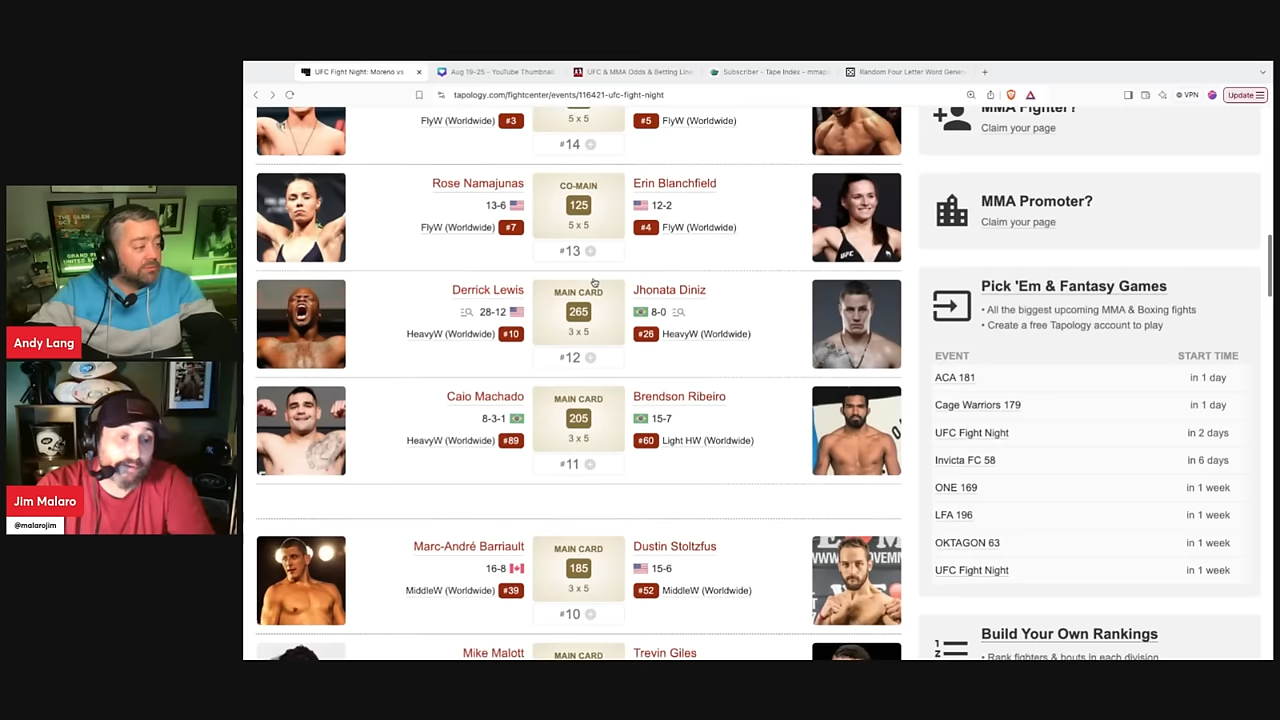 UFC Fight Night: Moreno vs
Aug 19-25 - YouTube Thumbnail
UFC & MMA Odds & Betting Line
Subscriber - Tape Index - mmap
Random Four Letter Word Gener
tapology.com/fightcenter/events/116421-ufc-fight-night
VPN
Update
FlyW (Worldwide) #3
5 x 5
#5 FlyW (Worldwide)
#14
MMA Fighter?
Claim your page
Rose Namajunas
CO-MAIN
Erin Blanchfield
13-6
125
12-2
FlyW (Worldwide) #7
5 x 5
#4 FlyW (Worldwide)
#13
UFC
MMA Promoter?
Claim your page
Derrick Lewis
MAIN CARD
Jhonata Diniz
28-12
265
8-0
HeavyW (Worldwide) #10
3 x 5
#26 HeavyW (Worldwide)
#12
Caio Machado
MAIN CARD
Brendson Ribeiro
8-3-1
205
15-7
HeavyW (Worldwide) #89
3 x 5
#60 Light HW (Worldwide)
#11
Marc-André Barriault
MAIN CARD
Dustin Stoltzfus
16-8
185
15-6
MiddleW (Worldwide) #39
3 x 5
#52 MiddleW (Worldwide)
#10
Mike Malott
MAIN CARD
Trevin Giles
Pick 'Em & Fantasy Games
• All the biggest upcoming MMA & Boxing fights
• Create a free Tapology account to play
EVENT START TIME
ACA 181 in 1 day
Cage Warriors 179 in 1 day
UFC Fight Night in 2 days
Invicta FC 58 in 6 days
ONE 169 in 1 week
LFA 196 in 1 week
OKTAGON 63 in 1 week
UFC Fight Night in 1 week
Build Your Own Rankings
• Rank fighters & bouts in each division
Andy Lang
Jim Malaro
@malarojim